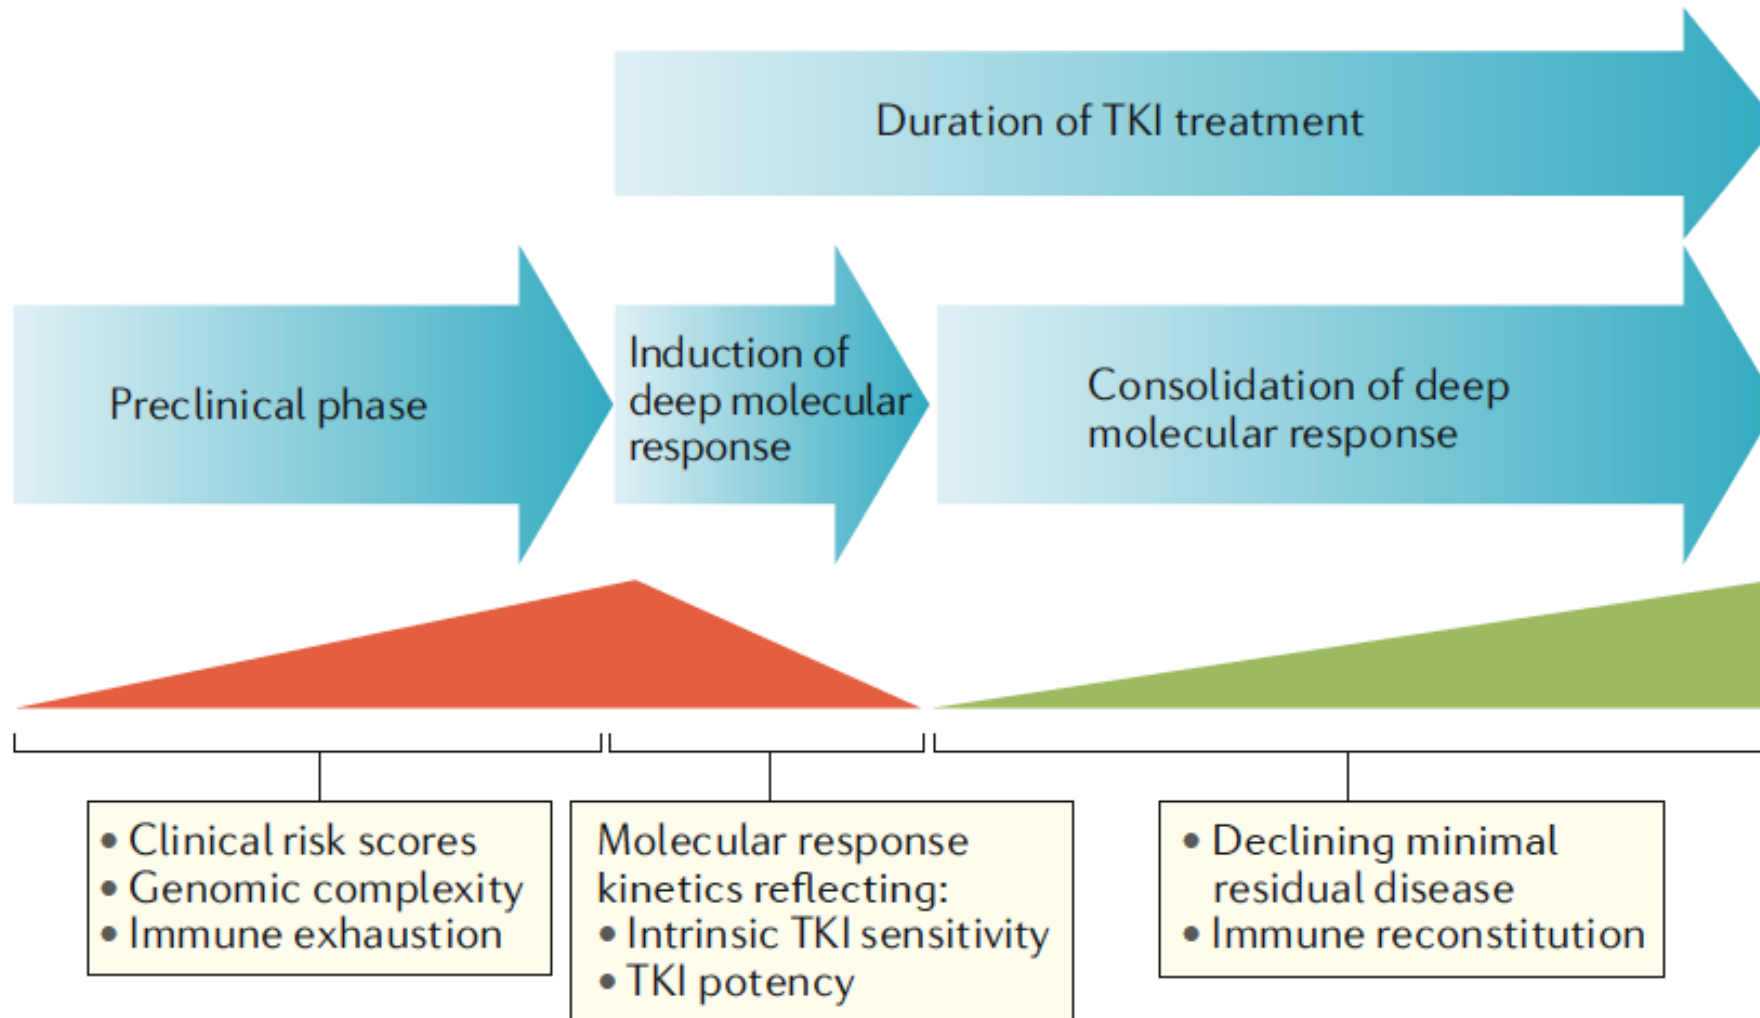 Duration of TKI treatment
Preclinical phase
Induction of
deep molecular
response
Consolidation of deep
molecular response
• Clinical risk scores
• Genomic complexity
• Immune exhaustion
Molecular response
kinetics reflecting:
• Intrinsic TKI sensitivity
• TKI potency
• Declining minimal
residual disease
• Immune reconstitution